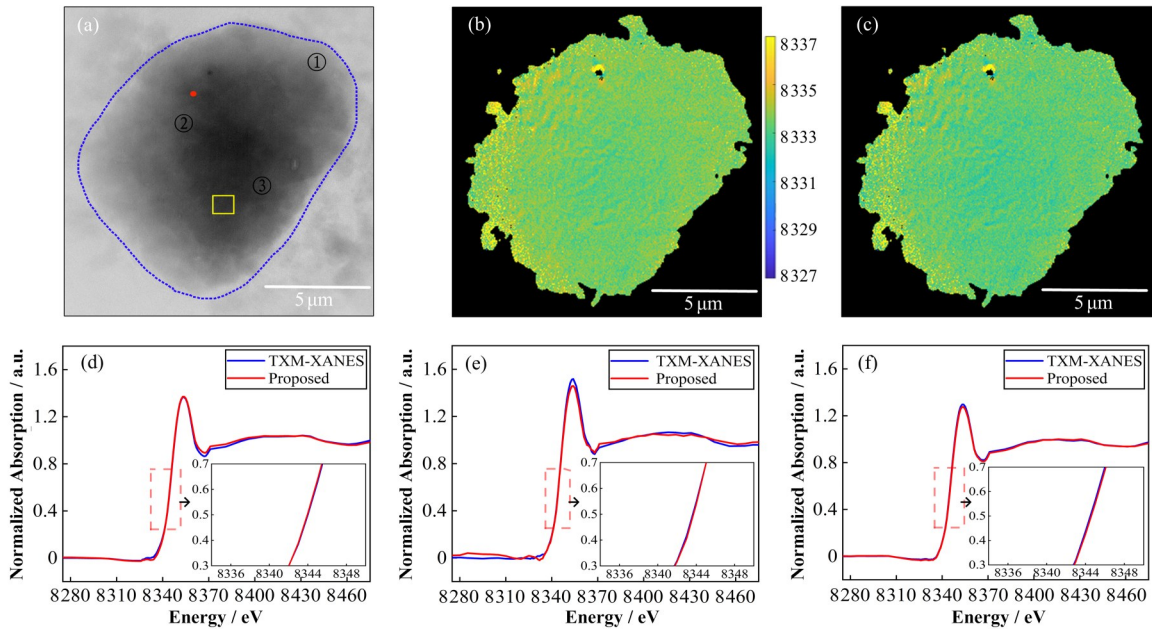 (a)
①
②
③
5 μm
(b)
5 μm
8337
8335
8333
8331
8329
8327
(c)
5 μm
(d)
TXM-XANES
Proposed
Normalized Absorption / a.u.
1.6
1.2
0.8
0.4
0
0.7
0.6
0.5
0.4
0.3
8336 8340 8344 8348
8280 8310 8340 8370 8400 8430 8460
Energy / eV
(e)
TXM-XANES
Proposed
Normalized Absorption / a.u.
1.6
1.2
0.8
0.4
0
0.7
0.6
0.5
0.4
0.3
8336 8340 8344 8348
8280 8310 8340 8370 8400 8430 8460
Energy / eV
(f)
TXM-XANES
Proposed
Normalized Absorption / a.u.
1.6
1.2
0.8
0.4
0
0.7
0.6
0.5
0.4
0.3
8336 8340 8344 8348
8280 8310 8340 8370 8400 8430 8460
Energy / eV